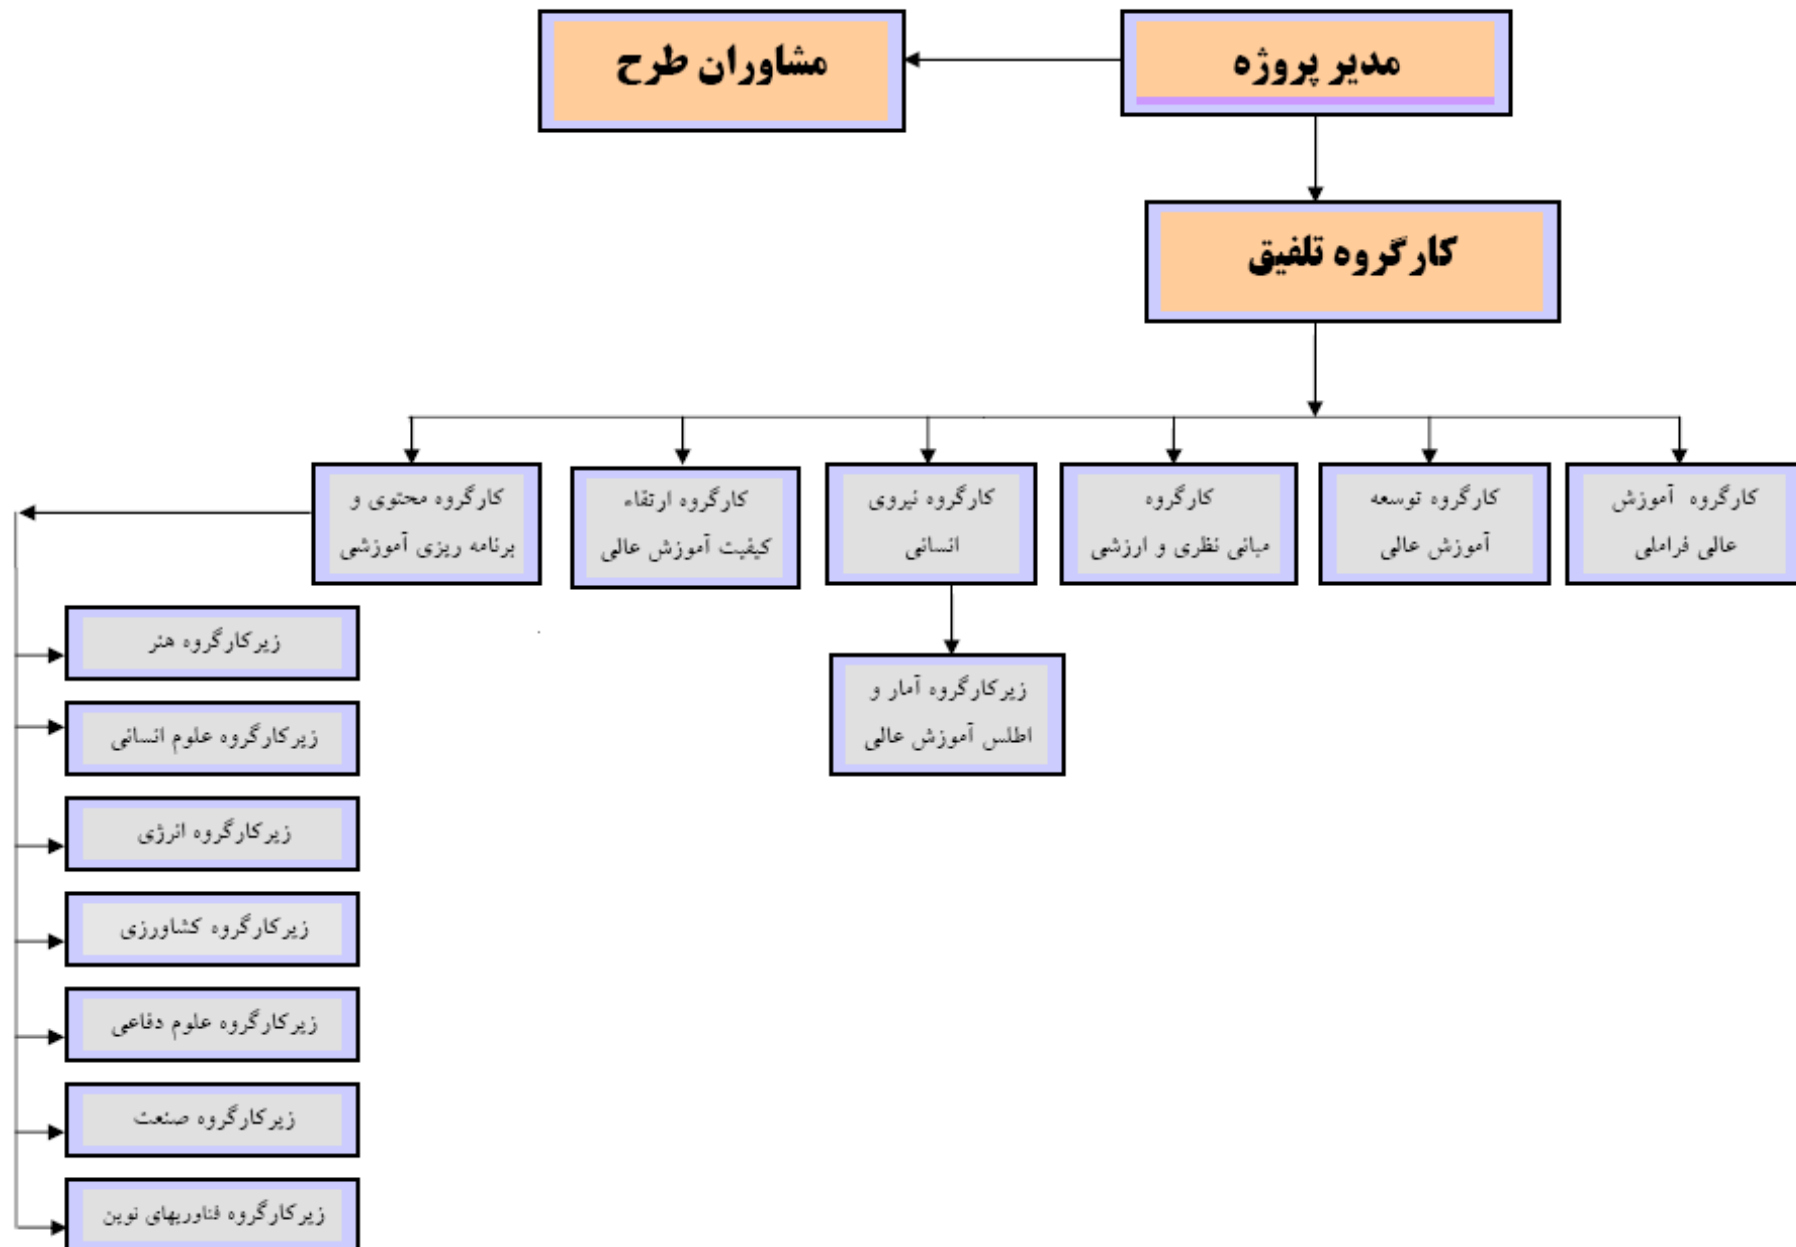 مدیر پروژه
مشاوران طرح
کارگروه تلفیق
کارگروه آموزش
عالی فراملی
کارگروه توسعه
آموزش عالی
کارگروه
مبانی نظری و ارزشی
کارگروه نیروی
انسانی
کارگروه ارتقاء
کیفیت آموزش عالی
کارگروه محتوی و
برنامه ریزی آموزشی
زیرکارگروه آمار و
اطلس آموزش عالی
زیرکارگروه هنر
زیرکارگروه علوم انسانی
زیرکارگروه انرژی
زیرکارگروه کشاورزی
زیرکارگروه علوم دفاعی
زیرکارگروه صنعت
زیرکارگروه فناوریهای نوین